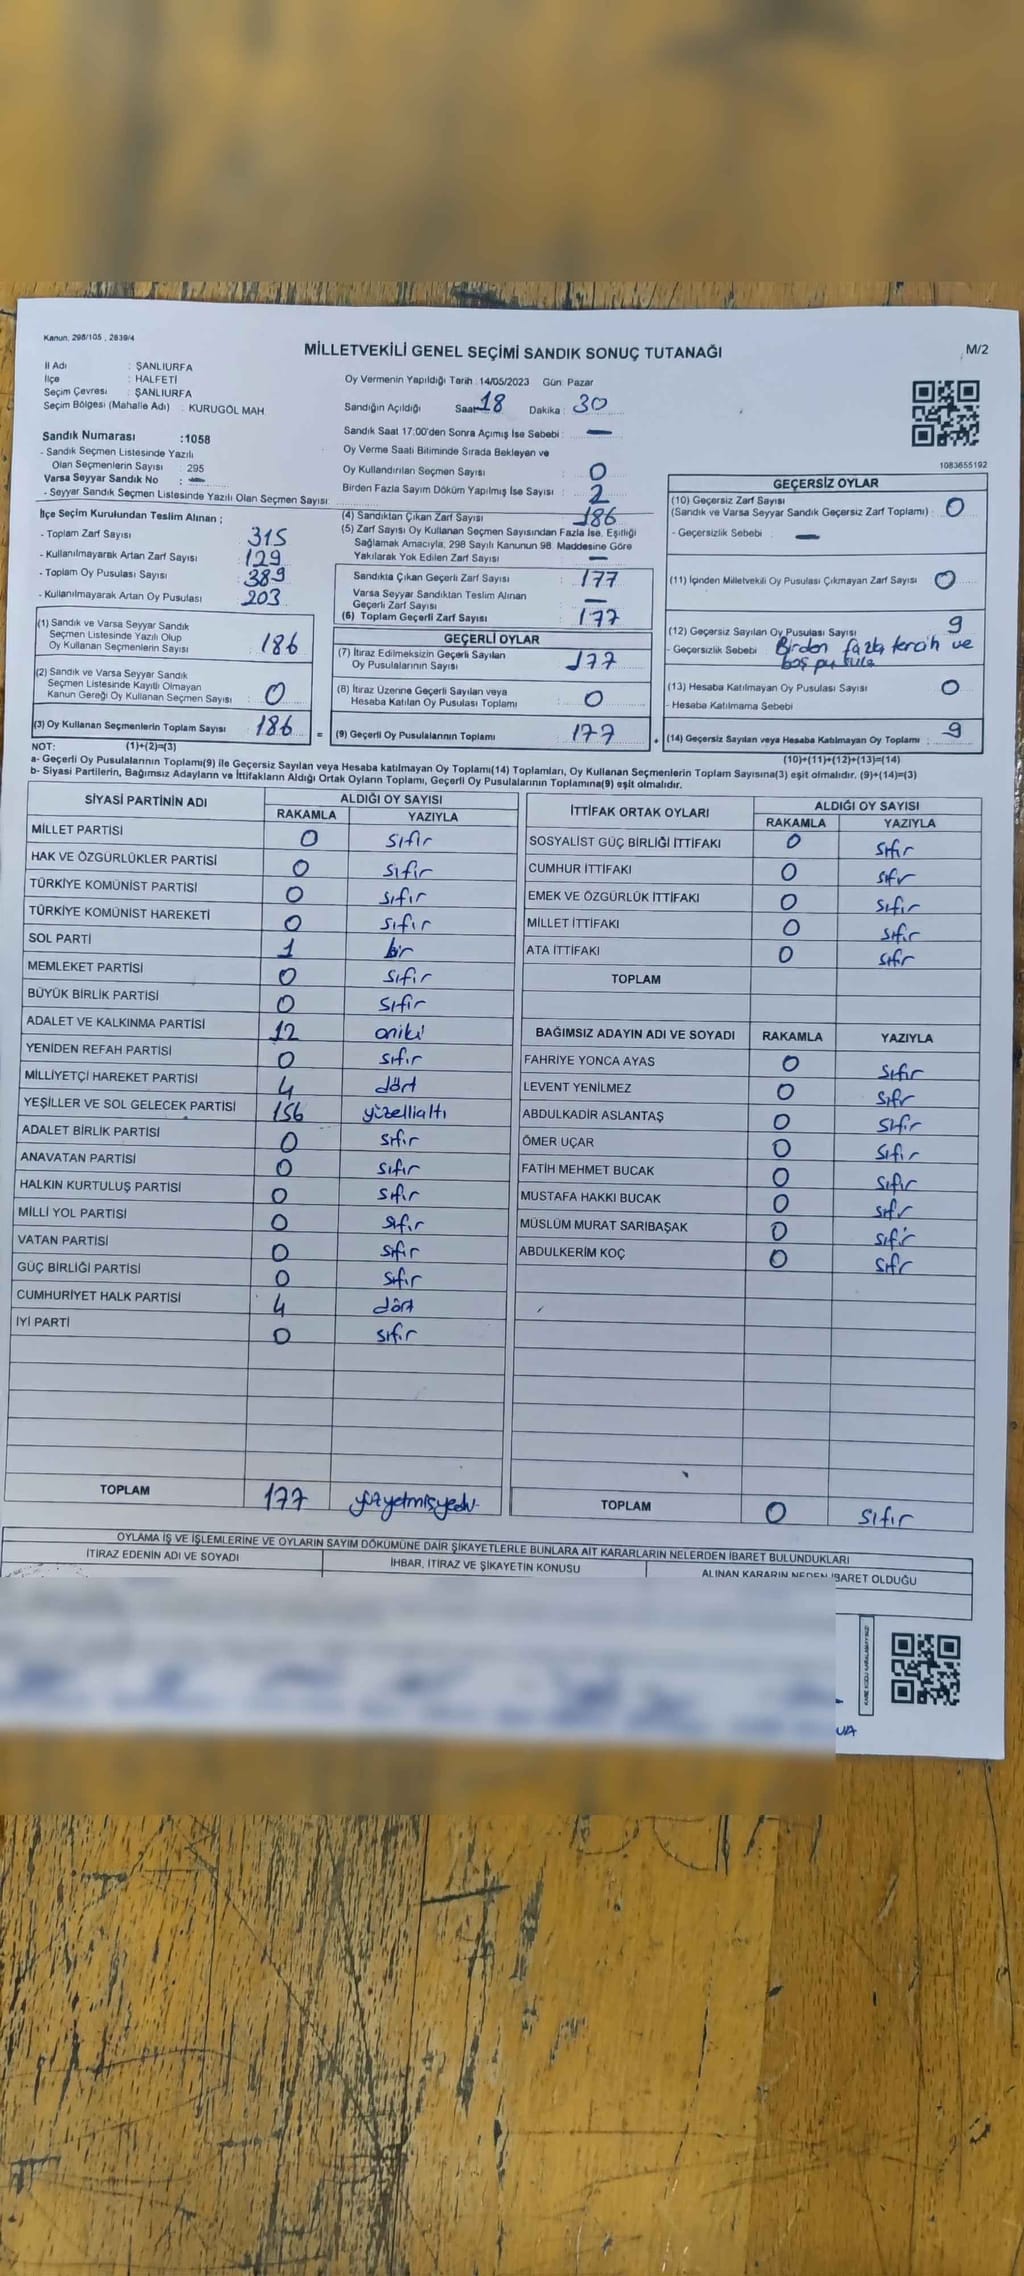 Kanun, 298/105 , 2839/4
MİLLETVEKİLİ GENEL SEÇİMİ SANDIK SONUÇ TUTANAĞI
M/2
İl Adı : ŞANLIURFA
İlçe : HALFETİ
Seçim Çevresi : ŞANLIURFA
Seçim Bölgesi (Mahalle Adı) : KURUGÖL MAH.
Sandık Numarası :1058
- Sandık Seçmen Listesinde Yazılı
Olan Seçmenlerin Sayısı : 295
Varsa Seyyar Sandık No : —
- Seyyar Sandık Seçmen Listesinde Yazılı Olan Seçmen Sayısı:
Oy Vermenin Yapıldığı Tarih : 14/05/2023 Gün: Pazar
Sandığın Açıldığı Saat 18 Dakika : 30
Sandık Saat 17:00'den Sonra Açımış İse Sebebi : —
Oy Verme Saati Bitiminde Sırada Bekleyen ve
Oy Kullandırılan Seçmen Sayısı : 0
Birden Fazla Sayım Döküm Yapılmış İse Sayısı : 2
1083655192
İlçe Seçim Kurulundan Teslim Alınan ;
- Toplam Zarf Sayısı : 315
- Kullanılmayarak Artan Zarf Sayısı : 129
- Toplam Oy Pusulası Sayısı : 389
- Kullanılmayarak Artan Oy Pusulası : 203
(4) Sandıktan Çıkan Zarf Sayısı : 186
(5) Zarf Sayısı Oy Kullanan Seçmen Sayısından Fazla İse, Eşitliği
Sağlamak Amacıyla, 298 Sayılı Kanunun 98. Maddesine Göre
Yakılarak Yok Edilen Zarf Sayısı : —
Sandıkta Çıkan Geçerli Zarf Sayısı : 177
Varsa Seyyar Sandıktan Teslim Alınan
Geçerli Zarf Sayısı : —
(6) Toplam Geçerli Zarf Sayısı : 177
GEÇERSİZ OYLAR
(10) Geçersiz Zarf Sayısı
(Sandık ve Varsa Seyyar Sandık Geçersiz Zarf Toplamı) : 0
- Geçersizlik Sebebi : —
(11) İçinden Milletvekili Oy Pusulası Çıkmayan Zarf Sayısı : 0
(12) Geçersiz Sayılan Oy Pusulası Sayısı : 9
- Geçersizlik Sebebi : Birden fazla tercih ve
boş pusula
(13) Hesaba Katılmayan Oy Pusulası Sayısı : 0
- Hesaba Katılmama Sebebi
(14) Geçersiz Sayılan veya Hesaba Katılmayan Oy Toplamı : 9
(1) Sandık ve Varsa Seyyar Sandık
Seçmen Listesinde Yazılı Olup
Oy Kullanan Seçmenlerin Sayısı : 186
(2) Sandık ve Varsa Seyyar Sandık
Seçmen Listesinde Kayıtlı Olmayan
Kanun Gereği Oy Kullanan Seçmen Sayısı : 0
(3) Oy Kullanan Seçmenlerin Toplam Sayısı : 186 =
GEÇERLİ OYLAR
(7) İtiraz Edilmeksizin Geçerli Sayılan
Oy Pusulalarının Sayısı : 177
(8) İtiraz Üzerine Geçerli Sayılan veya
Hesaba Katılan Oy Pusulası Toplamı : 0
(9) Geçerli Oy Pusulalarının Toplamı : 177 +
NOT: (1)+(2)=(3) (10)+(11)+(12)+(13)=(14)
a- Geçerli Oy Pusulalarının Toplamı(9) ile Geçersiz Sayılan veya Hesaba katılmayan Oy Toplamı(14) Toplamları, Oy Kullanan Seçmenlerin Toplam Sayısına(3) eşit olmalıdır. (9)+(14)=(3)
b- Siyasi Partilerin, Bağımsız Adayların ve İttifakların Aldığı Ortak Oyların Toplamı, Geçerli Oy Pusulalarının Toplamına(9) eşit olmalıdır.
SİYASİ PARTİNİN ADI ALDIĞI OY SAYISI
RAKAMLA YAZIYLA
MİLLET PARTİSİ 0 sıfır
HAK VE ÖZGÜRLÜKLER PARTİSİ 0 sıfır
TÜRKİYE KOMÜNİST PARTİSİ 0 sıfır
TÜRKİYE KOMÜNİST HAREKETİ 0 sıfır
SOL PARTİ 1 bir
MEMLEKET PARTİSİ 0 sıfır
BÜYÜK BİRLİK PARTİSİ 0 sıfır
ADALET VE KALKINMA PARTİSİ 12 oniki
YENİDEN REFAH PARTİSİ 0 sıfır
MİLLİYETÇİ HAREKET PARTİSİ 4 dört
YEŞİLLER VE SOL GELECEK PARTİSİ 156 yüzellialtı
ADALET BİRLİK PARTİSİ 0 sıfır
ANAVATAN PARTİSİ 0 sıfır
HALKIN KURTULUŞ PARTİSİ 0 sıfır
MİLLİ YOL PARTİSİ 0 sıfır
VATAN PARTİSİ 0 sıfır
GÜÇ BİRLİĞİ PARTİSİ 0 sıfır
CUMHURİYET HALK PARTİSİ 4 dört
İYİ PARTİ 0 sıfır
TOPLAM 177 yüzyetmişyedi
İTTİFAK ORTAK OYLARI ALDIĞI OY SAYISI
RAKAMLA YAZIYLA
SOSYALİST GÜÇ BİRLİĞİ İTTİFAKI 0 sıfır
CUMHUR İTTİFAKI 0 sıfır
EMEK VE ÖZGÜRLÜK İTTİFAKI 0 sıfır
MİLLET İTTİFAKI 0 sıfır
ATA İTTİFAKI 0 sıfır
TOPLAM
BAĞIMSIZ ADAYIN ADI VE SOYADI RAKAMLA YAZIYLA
FAHRİYE YONCA AYAS 0 sıfır
LEVENT YENİLMEZ 0 sıfır
ABDULKADİR ASLANTAŞ 0 sıfır
ÖMER UÇAR 0 sıfır
FATİH MEHMET BUCAK 0 sıfır
MUSTAFA HAKKI BUCAK 0 sıfır
MÜSLÜM MURAT SARIBAŞAK 0 sıfır
ABDULKERİM KOÇ 0 sıfır
TOPLAM 0 sıfır
OYLAMA İŞ VE İŞLEMLERİNE VE OYLARIN SAYIM DÖKÜMÜNE DAİR ŞİKAYETLERLE BUNLARA AİT KARARLARIN NELERDEN İBARET BULUNDUKLARI
İTİRAZ EDENİN ADI VE SOYADI İHBAR, İTİRAZ VE ŞİKAYETİN KONUSU ALINAN KARARIN NEDEN İBARET OLDUĞU